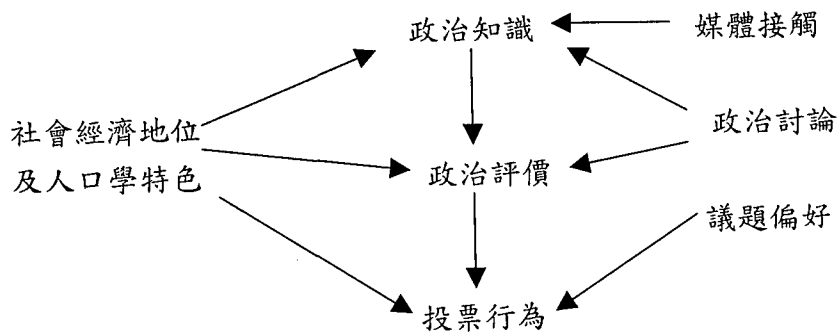 政治知識
媒體接觸
社會經濟地位
及人口學特色
政治討論
政治評價
議題偏好
投票行為